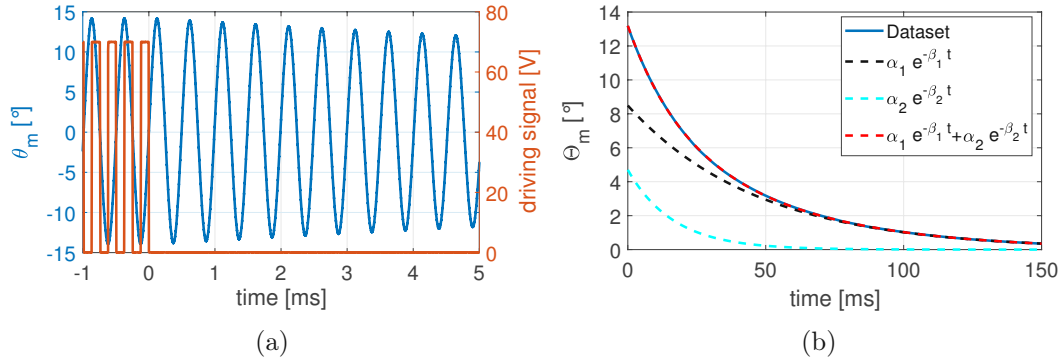 15
10
5
0
-5
-10
-15
θm [°]
80
60
40
20
0
driving signal [V]
-1 0 1 2 3 4 5
time [ms]
(a)
14
12
10
8
6
4
2
0
Θm [°]
Dataset
α1 e-β1 t
α2 e-β2 t
α1 e-β1 t+α2 e-β2 t
0 50 100 150
time [ms]
(b)